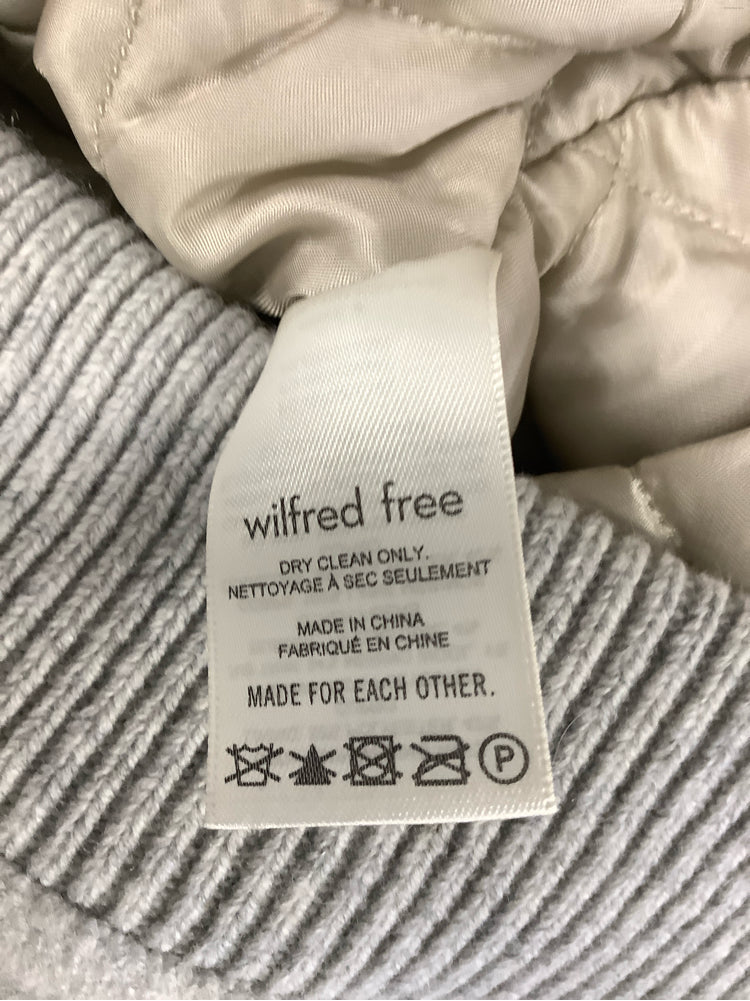 wilfred free
DRY CLEAN ONLY.
NETTOYAGE À SEC SEULEMENT
MADE IN CHINA
FABRIQUÉ EN CHINE
MADE FOR EACH OTHER.
P